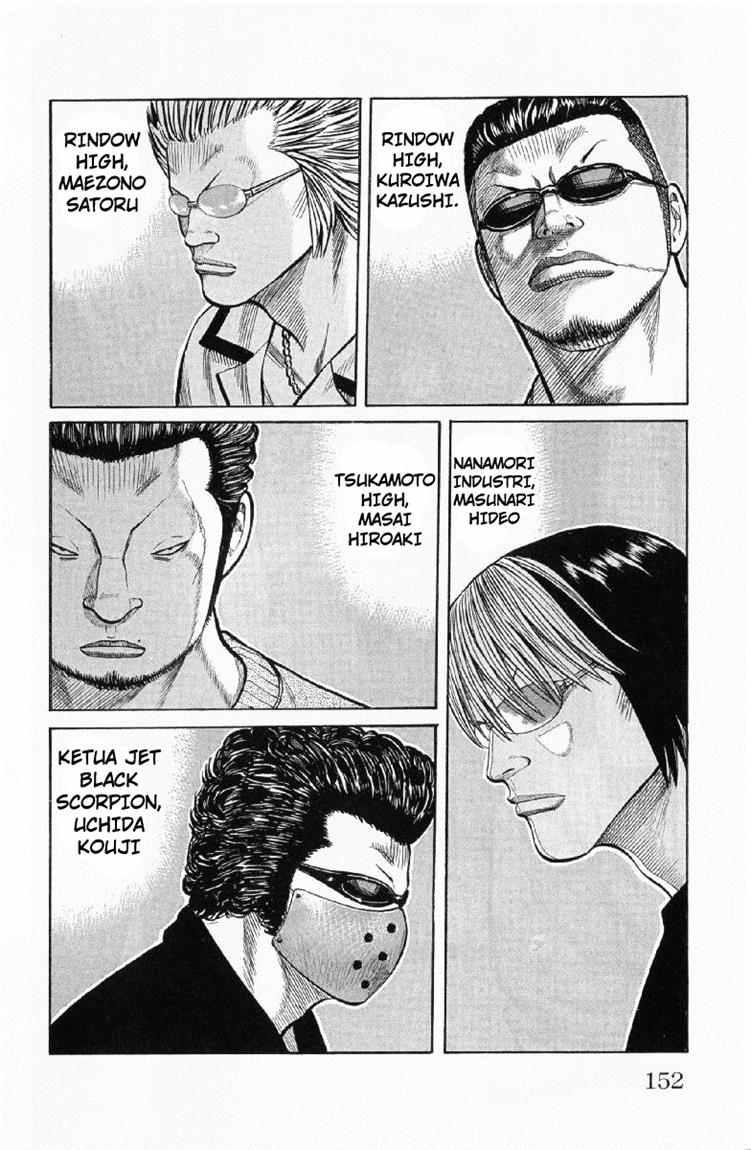 RINDOW
HIGH,
KUROIWA
KAZUSHI.
RINDOW
HIGH,
MAEZONO
SATORU
NANAMORI
INDUSTRI,
MASUNARI
HIDEO
TSUKAMOTO
HIGH,
MASAI
HIROAKI
KETUA JET
BLACK
SCORPION,
UCHIDA
KOUJI
152